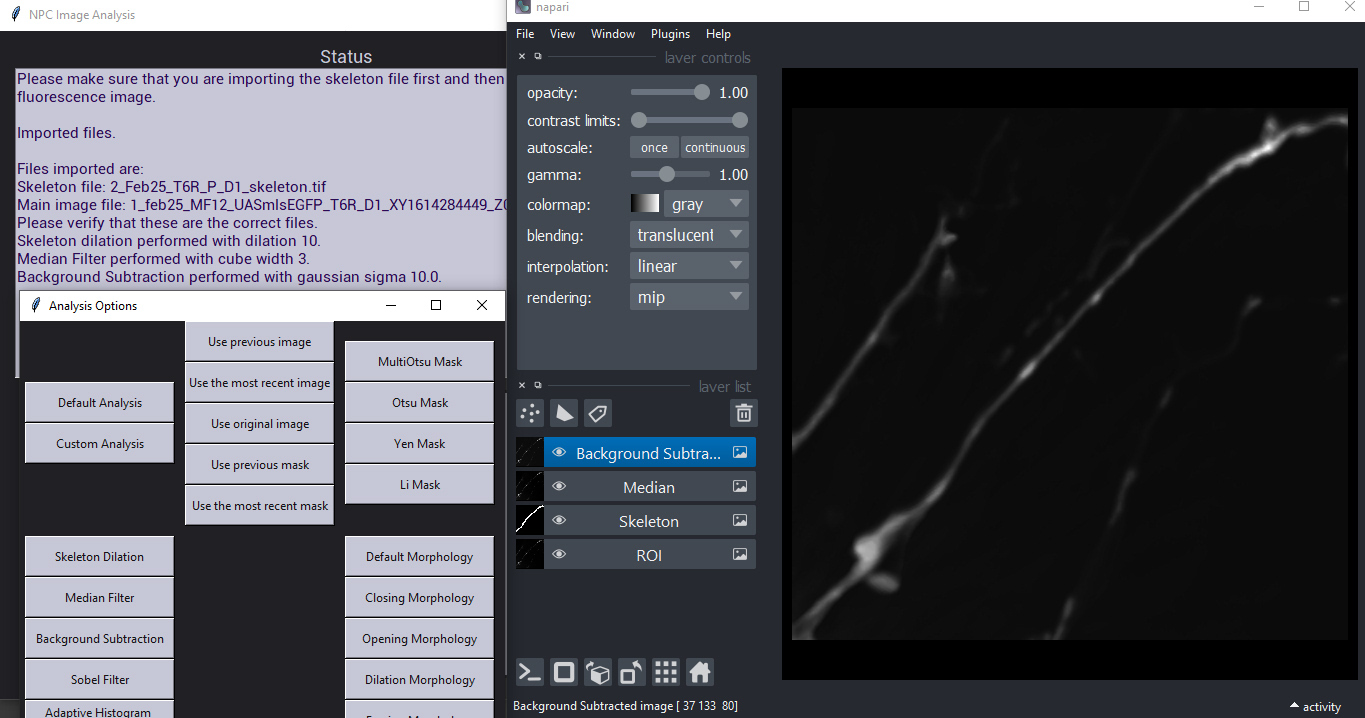 NPC Image Analysis
Status
Please make sure that you are importing the skeleton file first and then
fluorescence image.
Imported files.
Files imported are:
Skeleton file: 2_Feb25_T6R_P_D1_skeleton.tif
Main image file: 1_feb25_MF12_UASmIsEGFP_T6R_D1_XY1614284449_Z0
Please verify that these are the correct files.
Skeleton dilation performed with dilation 10.
Median Filter performed with cube width 3.
Background Subtraction performed with gaussian sigma 10.0.
Analysis Options
Default Analysis
Custom Analysis
Use previous image
Use the most recent image
Use original image
Use previous mask
Use the most recent mask
MultiOtsu Mask
Otsu Mask
Yen Mask
Li Mask
Skeleton Dilation
Median Filter
Background Subtraction
Sobel Filter
Adaptive Histogram
Default Morphology
Closing Morphology
Opening Morphology
Dilation Morphology
napari
File View Window Plugins Help
layer controls
opacity: 1.00
contrast limits:
autoscale: once continuous
gamma: 1.00
colormap: gray
blending: translucent
interpolation: linear
rendering: mip
layer list
Background Subtra...
Median
Skeleton
ROI
Background Subtracted image [ 37 133 80]
activity